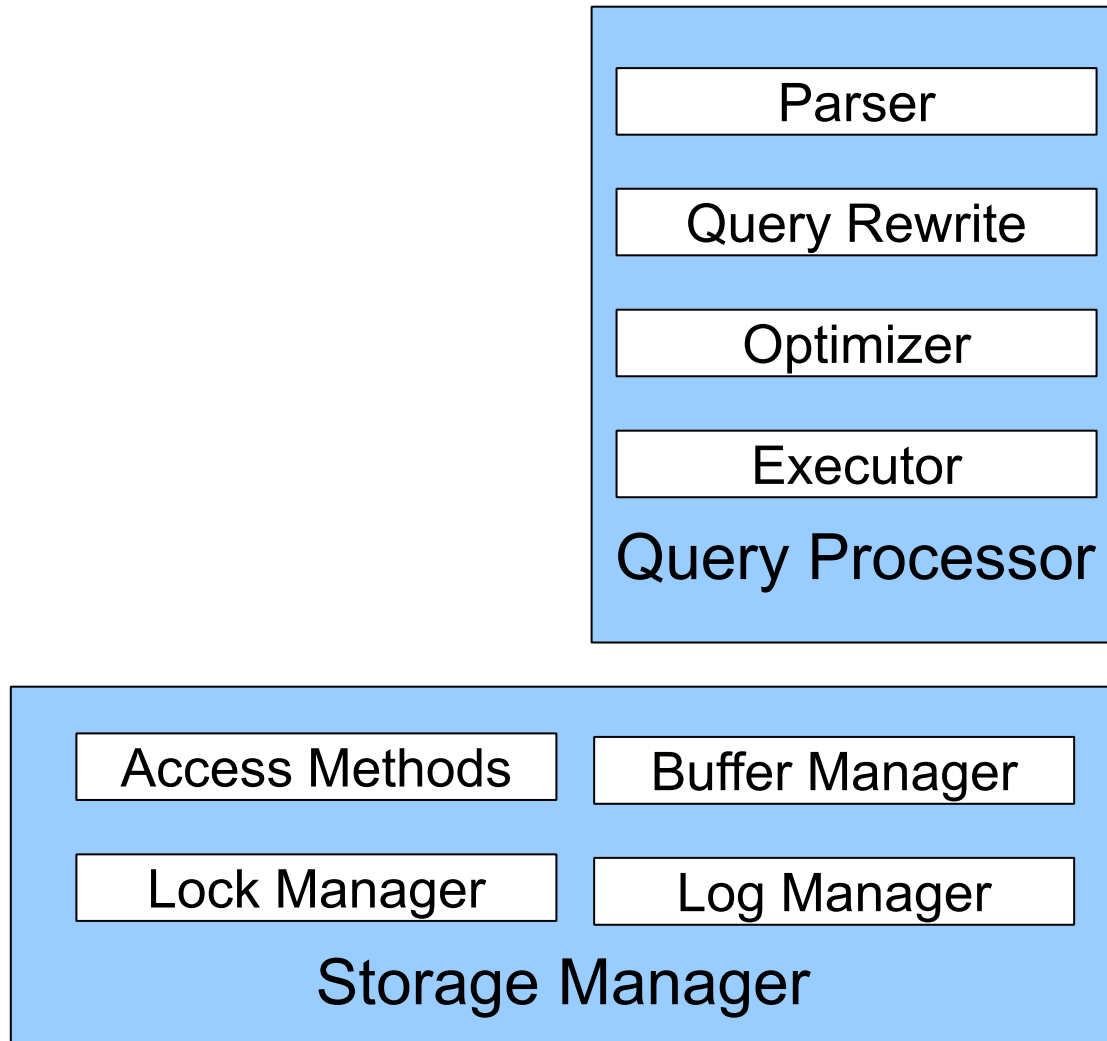 Parser
Query Rewrite
Optimizer
Executor
Query Processor
Access Methods
Buffer Manager
Lock Manager
Log Manager
Storage Manager